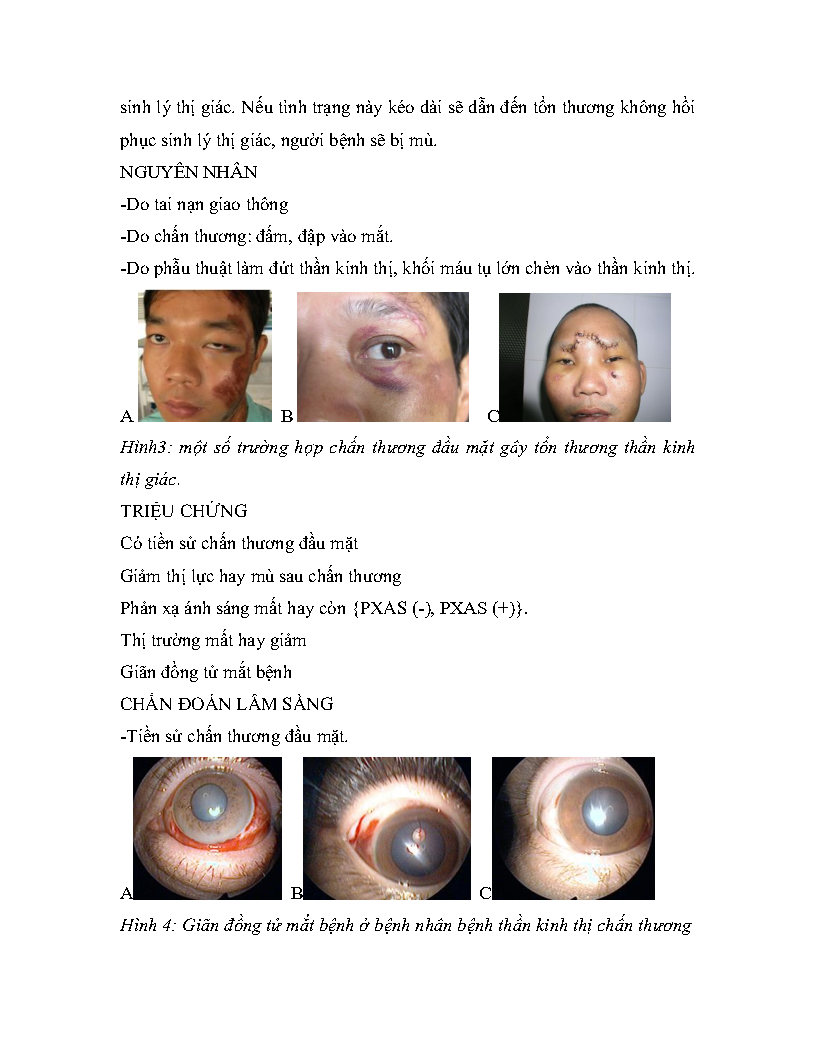 sinh lý thị giác. Nếu tình trạng này kéo dài sẽ dẫn đến tổn thương không hồi
phục sinh lý thị giác, người bệnh sẽ bị mù.
NGUYÊN NHÂN
-Do tai nạn giao thông
-Do chấn thương: đấm, đập vào mắt.
-Do phẫu thuật làm đứt thần kinh thị, khối máu tụ lớn chèn vào thần kinh thị.
A B C
Hình3: một số trường hợp chấn thương đầu mặt gây tổn thương thần kinh
thị giác.
TRIỆU CHỨNG
Có tiền sử chấn thương đầu mặt
Giảm thị lực hay mù sau chấn thương
Phản xạ ánh sáng mất hay còn {PXAS (-), PXAS (+)}.
Thị trường mất hay giảm
Giãn đồng tử mắt bệnh
CHẨN ĐOÁN LÂM SÀNG
-Tiền sử chấn thương đầu mặt.
A B C
Hình 4: Giãn đồng tử mắt bệnh ở bệnh nhân bệnh thần kinh thị chấn thương